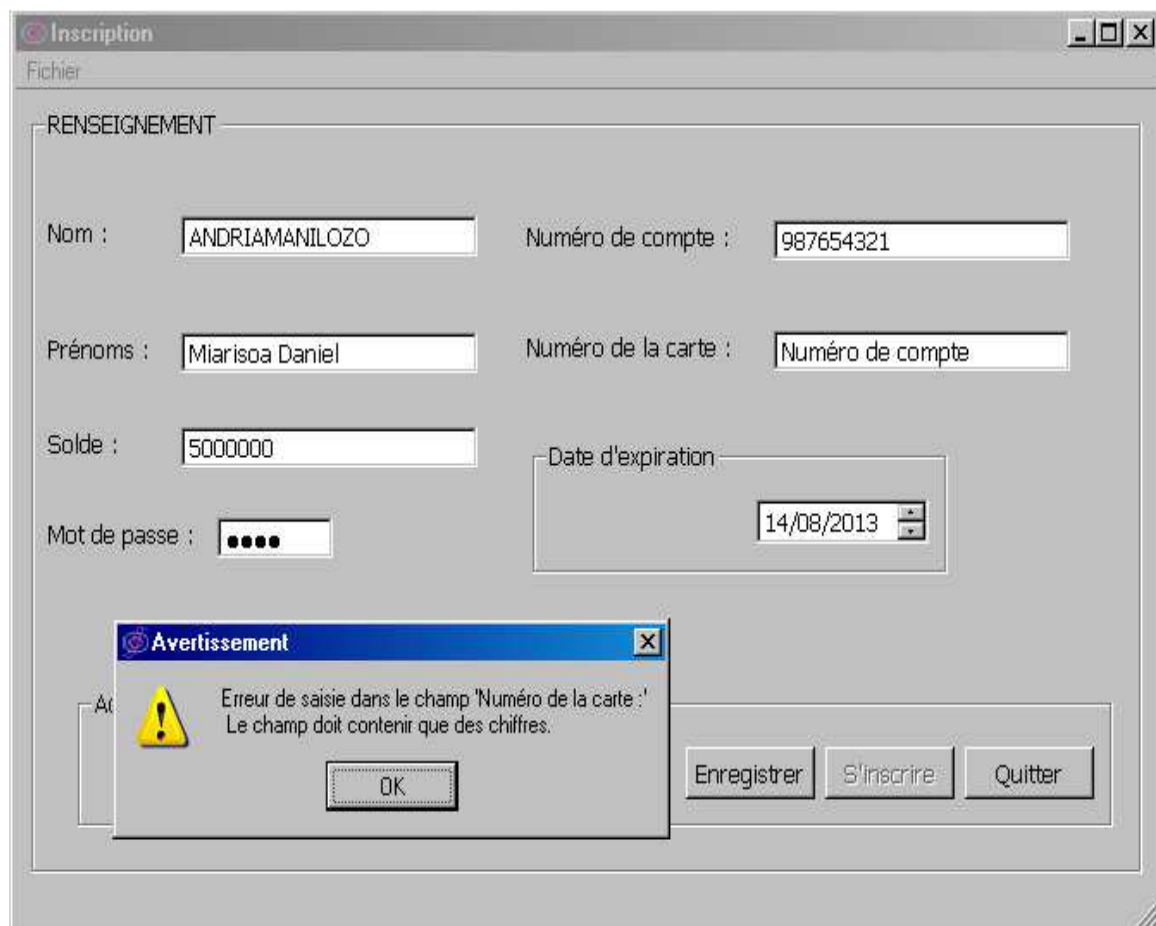 Inscription
Fichier
RENSEIGNEMENT
Nom :
ANDRIAMANILOZO
Numéro de compte :
987654321
Prénoms :
Miarisoa Daniel
Numéro de la carte :
Numéro de compte
Solde :
5000000
Date d'expiration
14/08/2013
Mot de passe :
Avertissement
Erreur de saisie dans le champ 'Numéro de la carte :'
Le champ doit contenir que des chiffres.
OK
Enregistrer
S'inscrire
Quitter